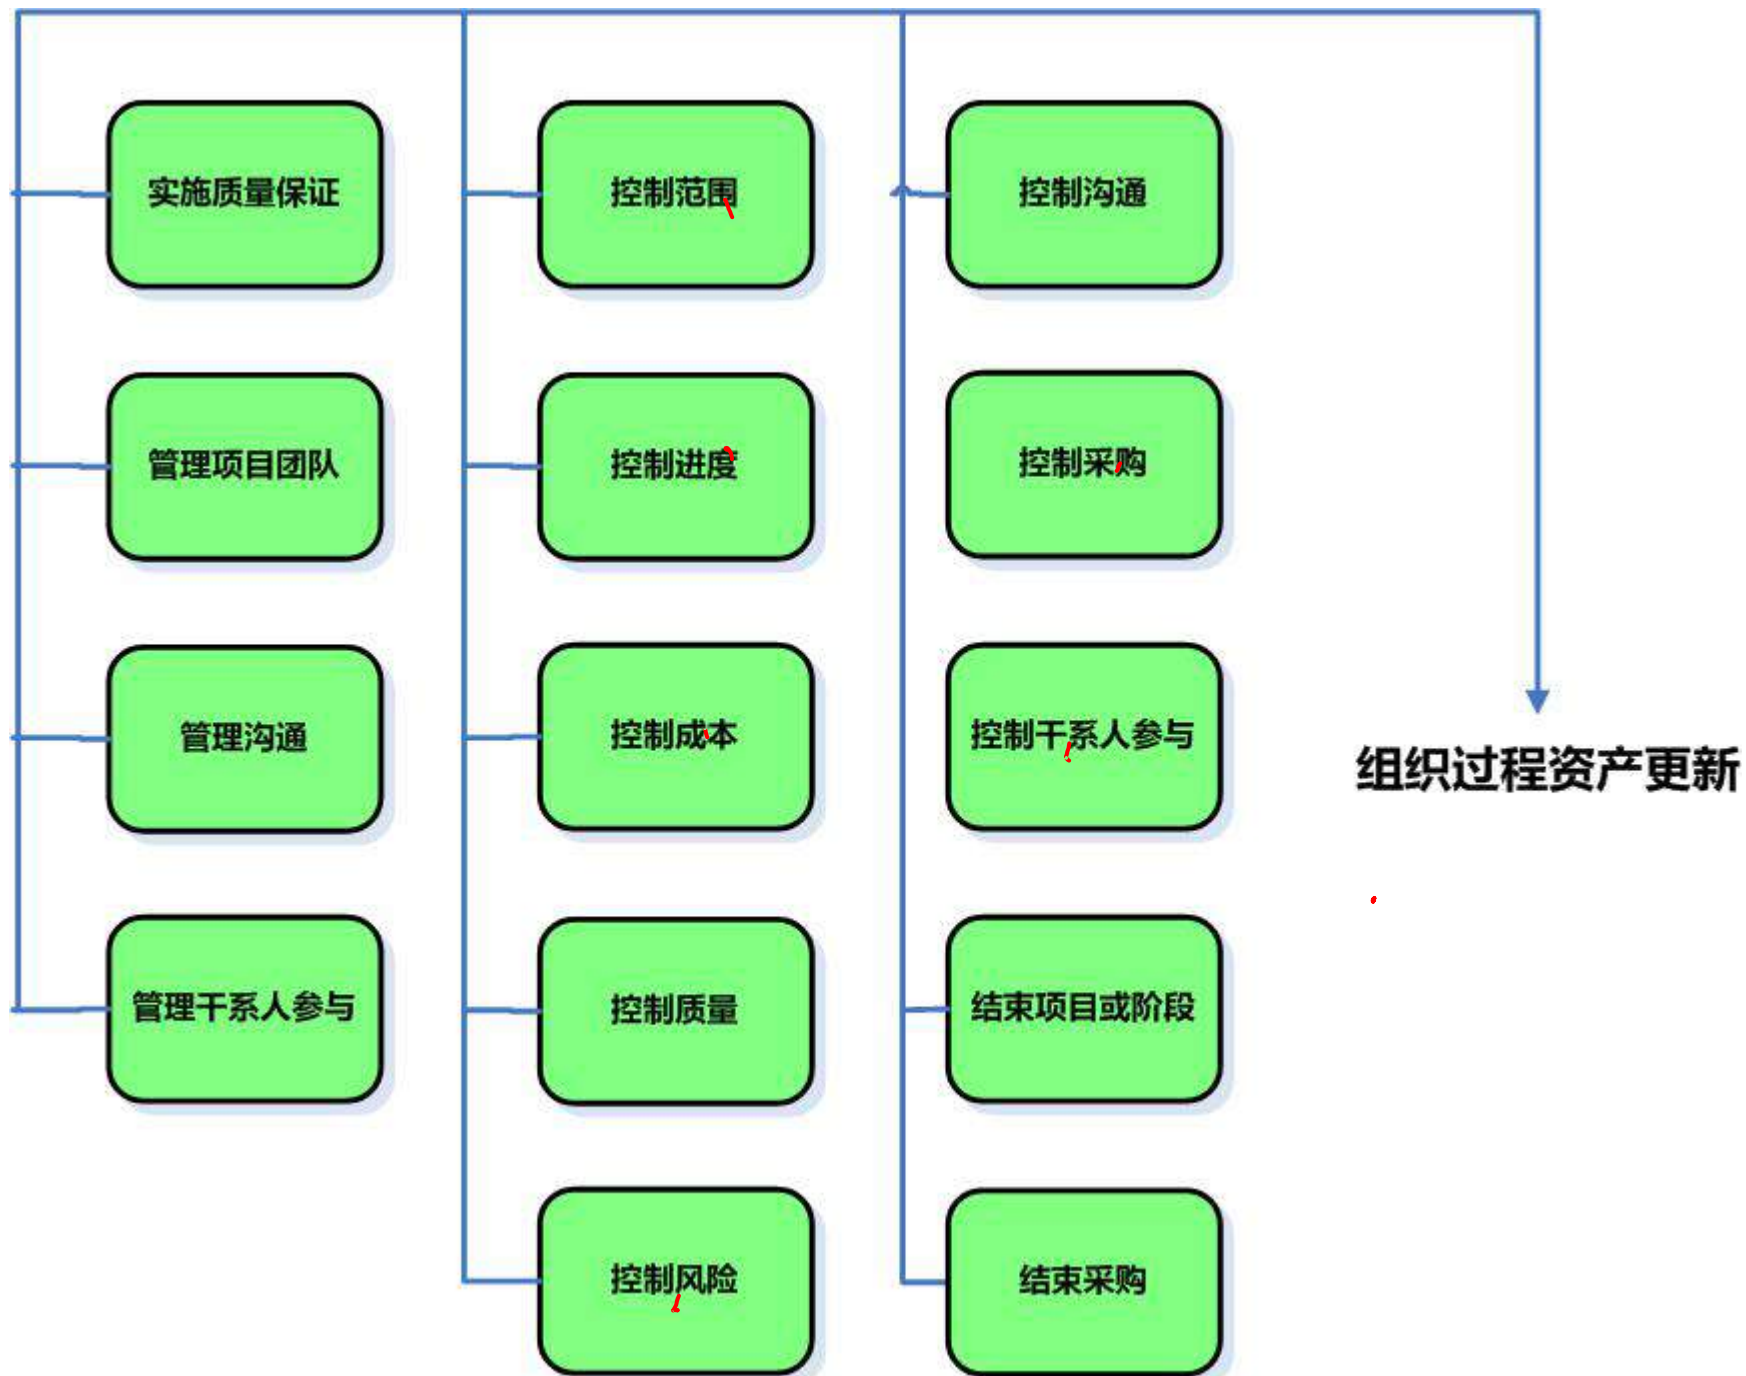 实施质量保证
管理项目团队
管理沟通
管理干系人参与
控制范围
控制进度
控制成本
控制质量
控制风险
控制沟通
控制采购
控制干系人参与
结束项目或阶段
结束采购
组织过程资产更新